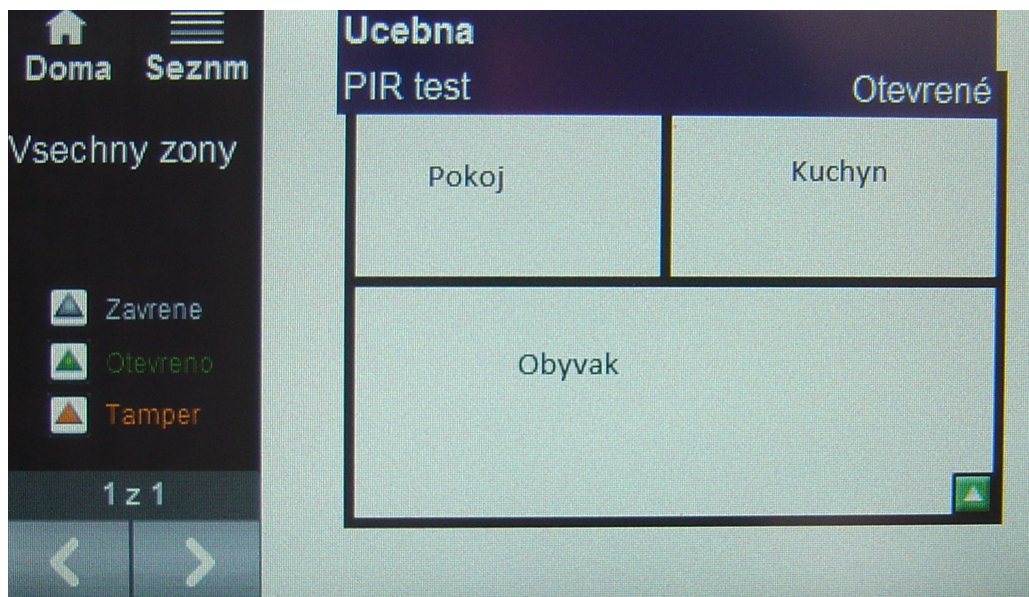 Doma Seznm
Vsechny zony
Zavrene
Otevreno
Tamper
1 z 1
Ucebna
PIR test Otevrené
Pokoj Kuchyn
Obyvak